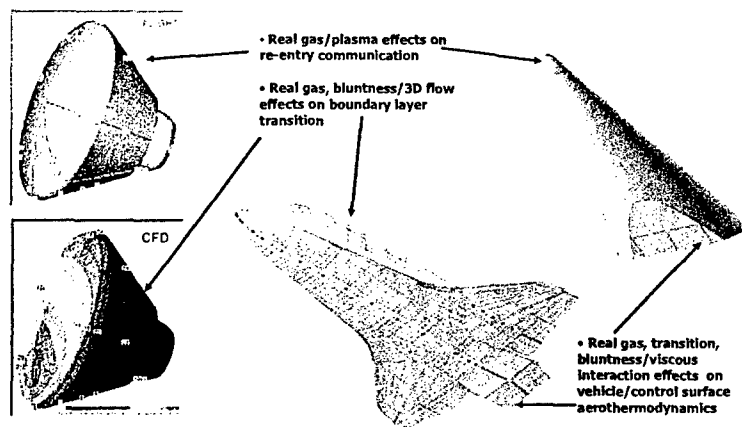 FLIGHT
• Real gas/plasma effects on
re-entry communication
• Real gas, bluntness/3D flow
effects on boundary layer
transition
CFD
• Real gas, transition,
bluntness/viscous
interaction effects on
vehicle/control surface
aerothermodynamics